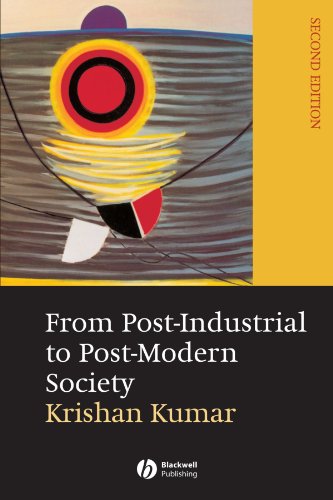 SECOND EDITION
From Post-Industrial
to Post-Modern
Society
Krishan Kumar
Blackwell
Publishing